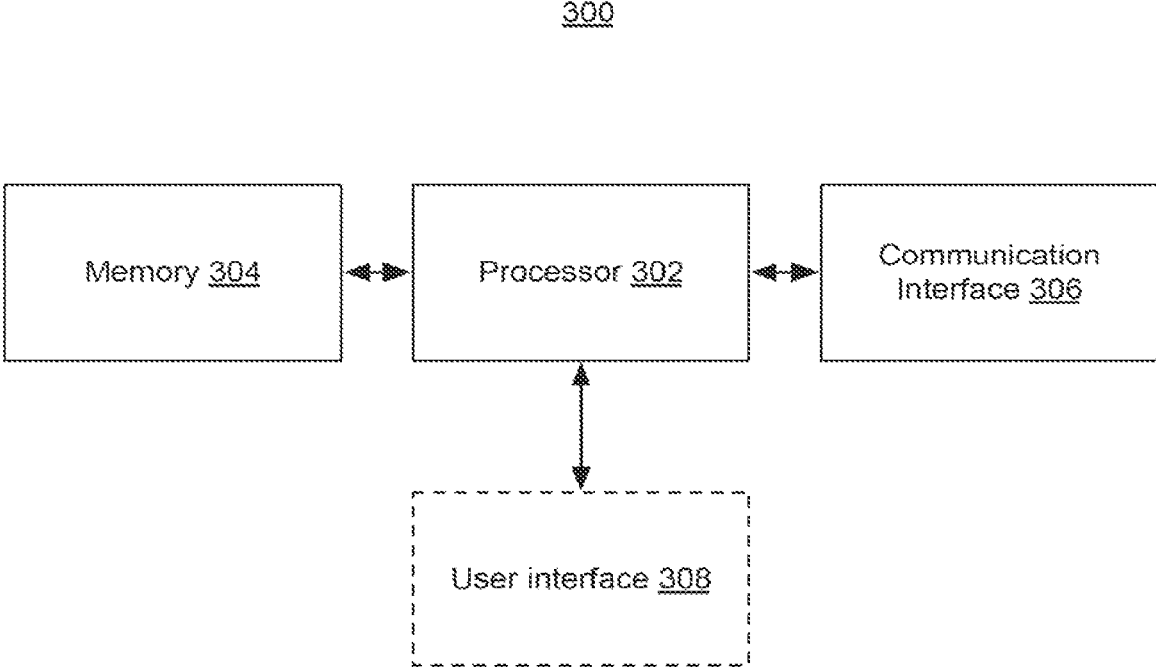 300
Memory 304
Processor 302
Communication
Interface 306
User interface 308